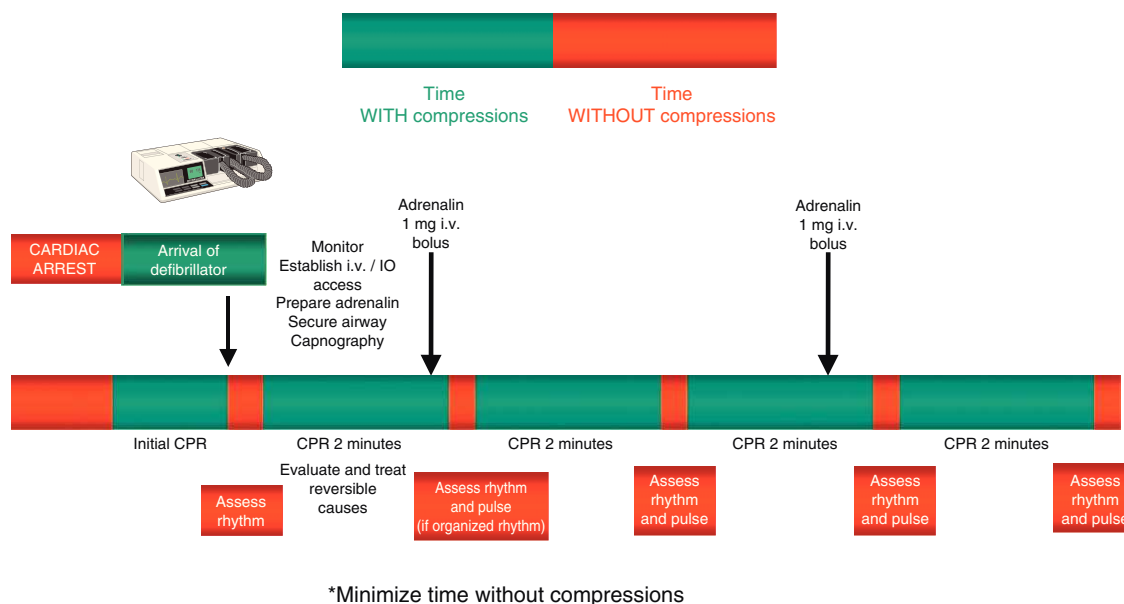 Time
WITH compressions
Time
WITHOUT compressions
CARDIAC
ARREST
Arrival of
defibrillator
Monitor
Establish i.v. / IO
access
Prepare adrenalin
Secure airway
Capnography
Adrenalin
1 mg i.v.
bolus
Adrenalin
1 mg i.v.
bolus
Initial CPR
CPR 2 minutes
CPR 2 minutes
CPR 2 minutes
CPR 2 minutes
Evaluate and treat
reversible
causes
Assess
rhythm
Assess rhythm
and pulse
(if organized rhythm)
Assess
rhythm
and pulse
Assess
rhythm
and pulse
Assess
rhythm
and pulse
*Minimize time without compressions